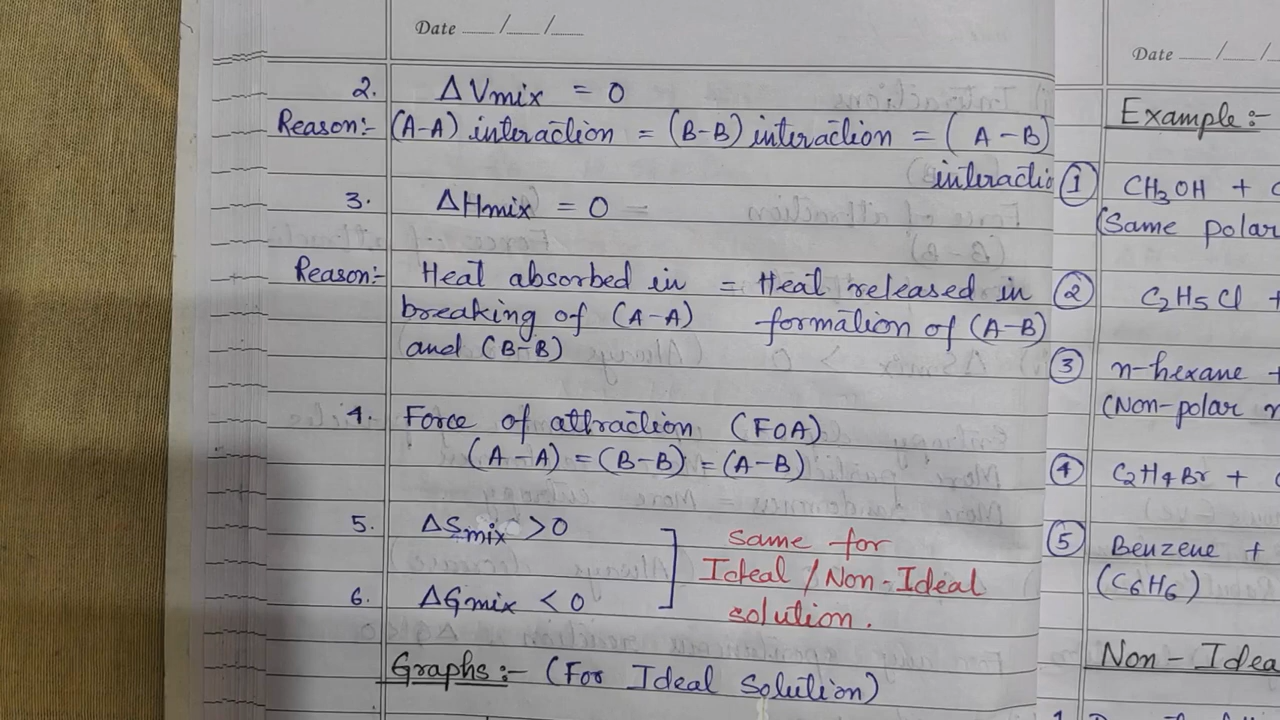 Date __/__/__
2. ΔVmix = 0
Reason:- (A-A) interaction = (B-B) interaction = (A-B)
interactio
3. ΔHmix = 0
Reason:- Heat absorbed in = Heat released in
breaking of (A-A) formation of (A-B)
and (B-B)
4. Force of attraction (FOA)
(A-A) = (B-B) = (A-B)
5. ΔSmix >0
6. ΔGmix <0
Same for
Ideal / Non-Ideal
solution.
Graphs:- (For Ideal Solution)
Date __/__/
Example:-
① CH3OH +
(Same polar
② C2H5Cl +
③ n-hexane +
(Non-polar
④ C2H4Br +
⑤ Benzene +
(C6H6)
Non-Idea